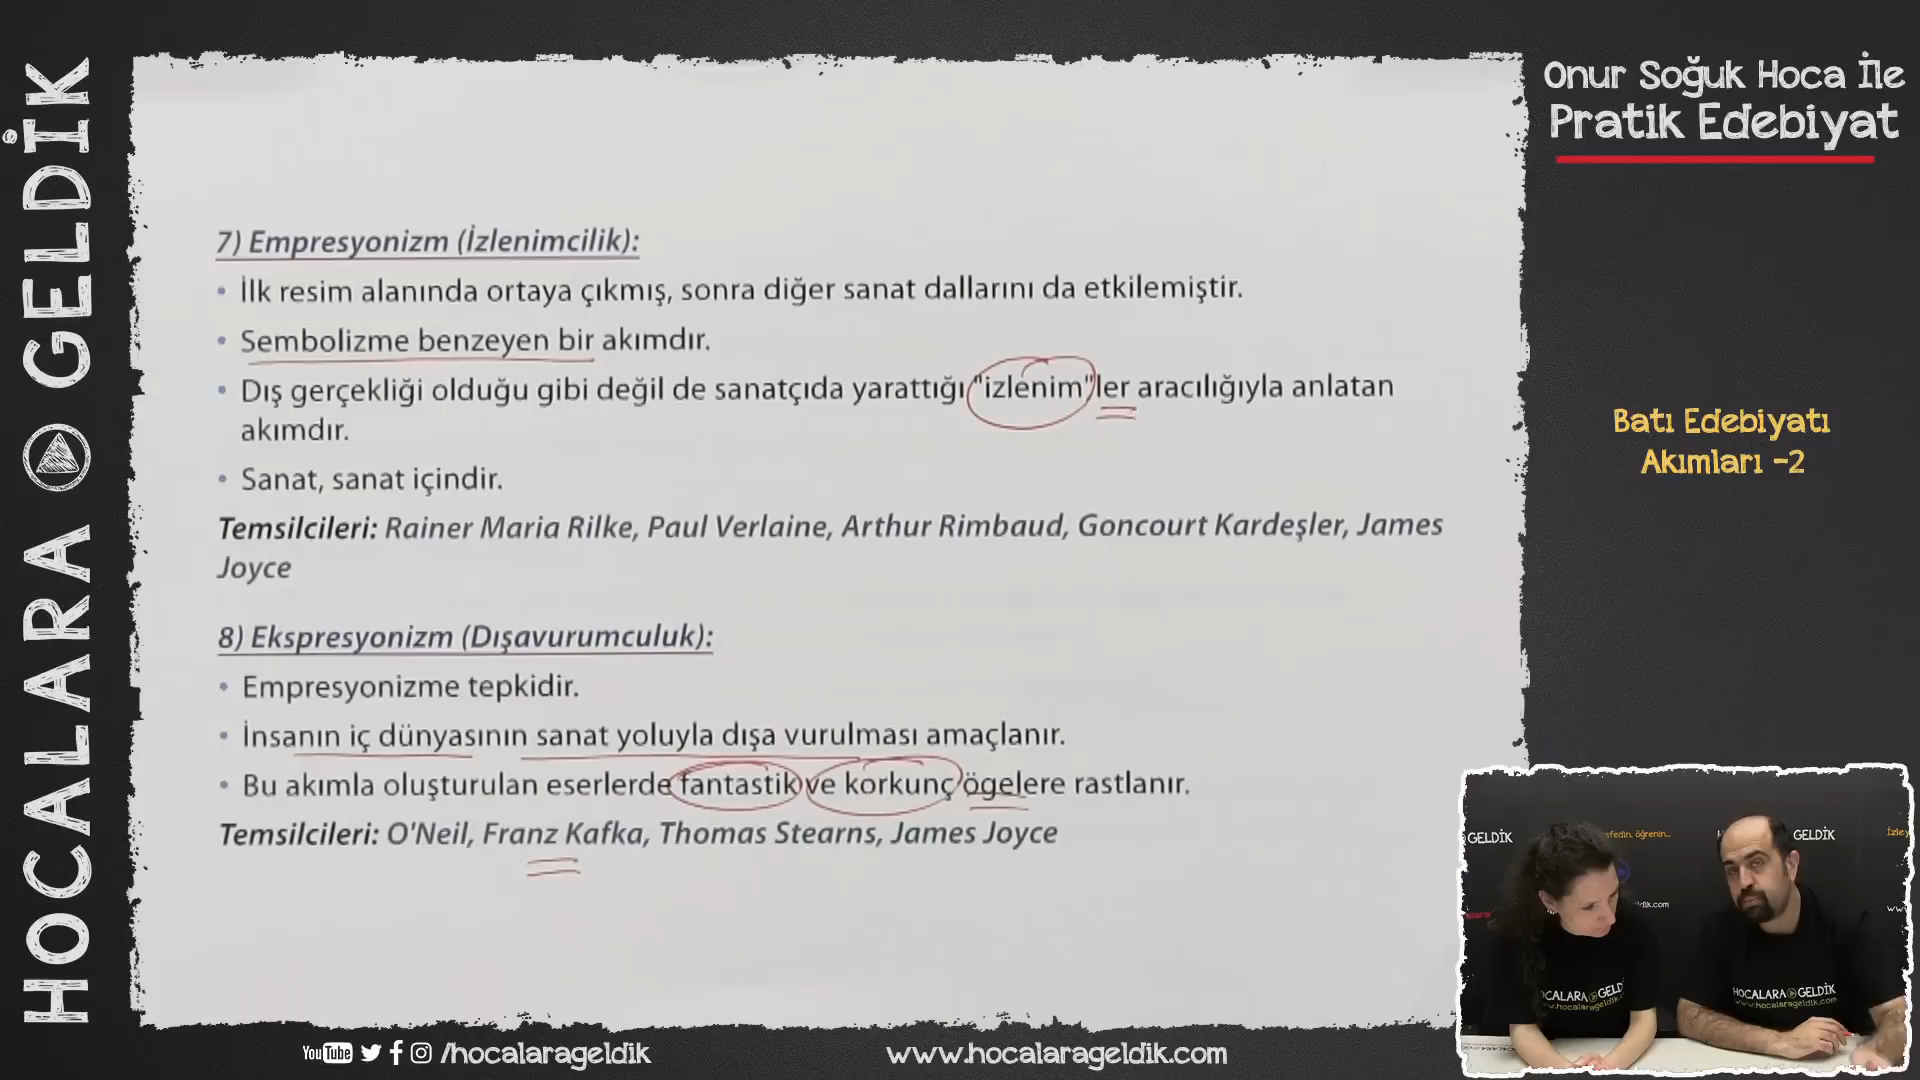 HOCALARA GELDİK
Onur Soğuk Hoca İle
Pratik Edebiyat
7) Empresyonizm (İzlenimcilik):
• İlk resim alanında ortaya çıkmış, sonra diğer sanat dallarını da etkilemiştir.
• Sembolizme benzeyen bir akımdır.
• Dış gerçekliği olduğu gibi değil de sanatçıda yarattığı "izlenim"ler aracılığıyla anlatan
akımdır.
• Sanat, sanat içindir.
Temsilcileri: Rainer Maria Rilke, Paul Verlaine, Arthur Rimbaud, Goncourt Kardeşler, James
Joyce
8) Ekspresyonizm (Dışavurumculuk):
• Empresyonizme tepkidir.
• İnsanın iç dünyasının sanat yoluyla dışa vurulması amaçlanır.
• Bu akımla oluşturulan eserlerde fantastik ve korkunç ögelere rastlanır.
Temsilcileri: O'Neil, Franz Kafka, Thomas Stearns, James Joyce
Batı Edebiyatı
Akımları -2
GELDİK
GELDİK
öğrenin...
HOCALARA GELDİK
www.hocalarageldik.com
YouTube /hocalarageldik
www.hocalarageldik.com